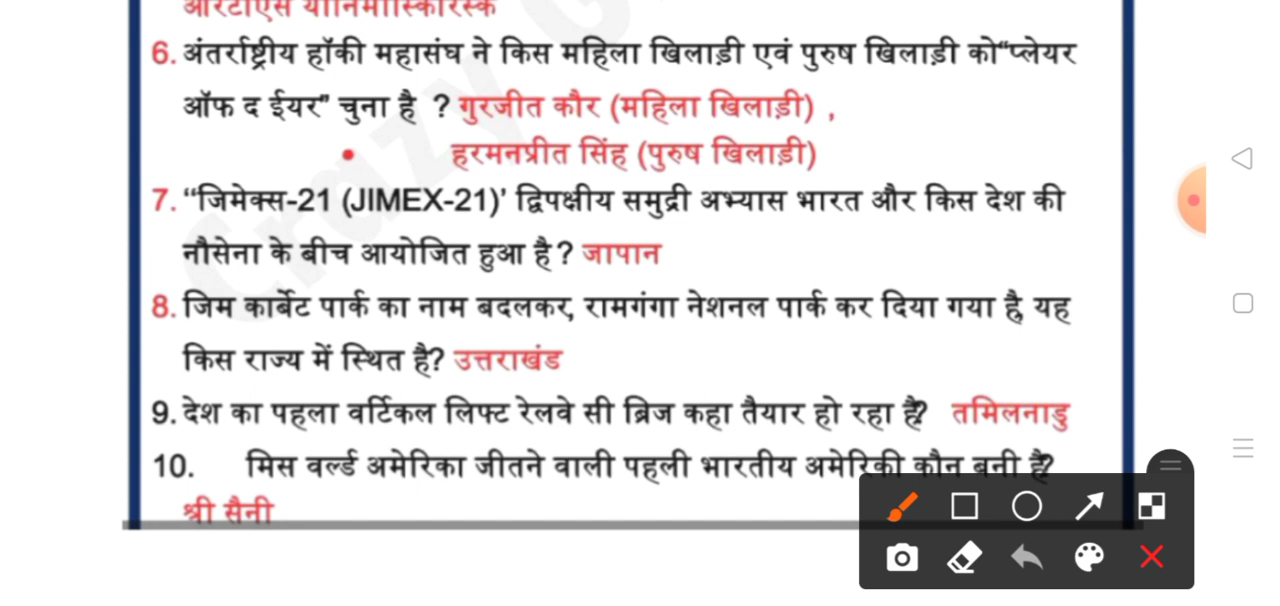 आरटीएस योनिमोस्किरिस्क
6. अंतर्राष्ट्रीय हॉकी महासंघ ने किस महिला खिलाड़ी एवं पुरुष खिलाड़ी को"प्लेयर
ऑफ द ईयर" चुना है ? गुरजीत कौर (महिला खिलाड़ी) ,
• हरमनप्रीत सिंह (पुरुष खिलाड़ी)
7. "जिमेक्स-21 (JIMEX-21)' द्विपक्षीय समुद्री अभ्यास भारत और किस देश की
नौसेना के बीच आयोजित हुआ है? जापान
8. जिम कार्बेट पार्क का नाम बदलकर, रामगंगा नेशनल पार्क कर दिया गया है, यह
किस राज्य में स्थित है? उत्तराखंड
9. देश का पहला वर्टिकल लिफ्ट रेलवे सी ब्रिज कहा तैयार हो रहा है? तमिलनाडु
10. मिस वर्ल्ड अमेरिका जीतने वाली पहली भारतीय अमेरिकी कौन बनी है?
श्री सैनी